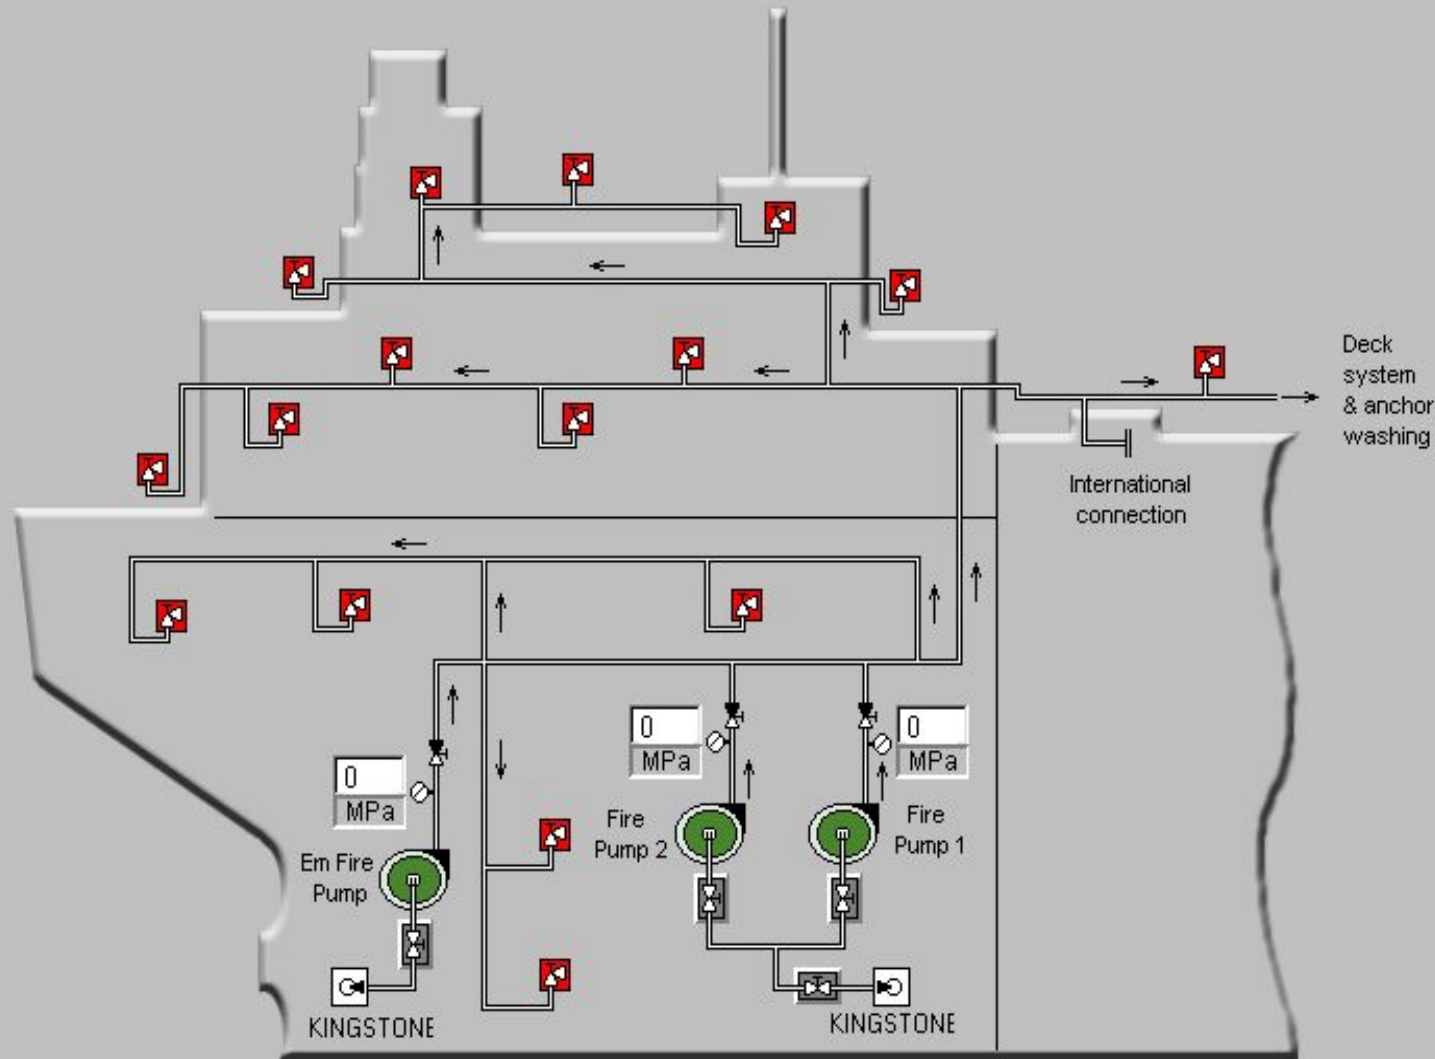 Deck
system
& anchor
washing
International
connection
0
MPa
0
MPa
0
MPa
Fire
Pump 2
Fire
Pump 1
Em Fire
Pump
KINGSTONE
KINGSTONE